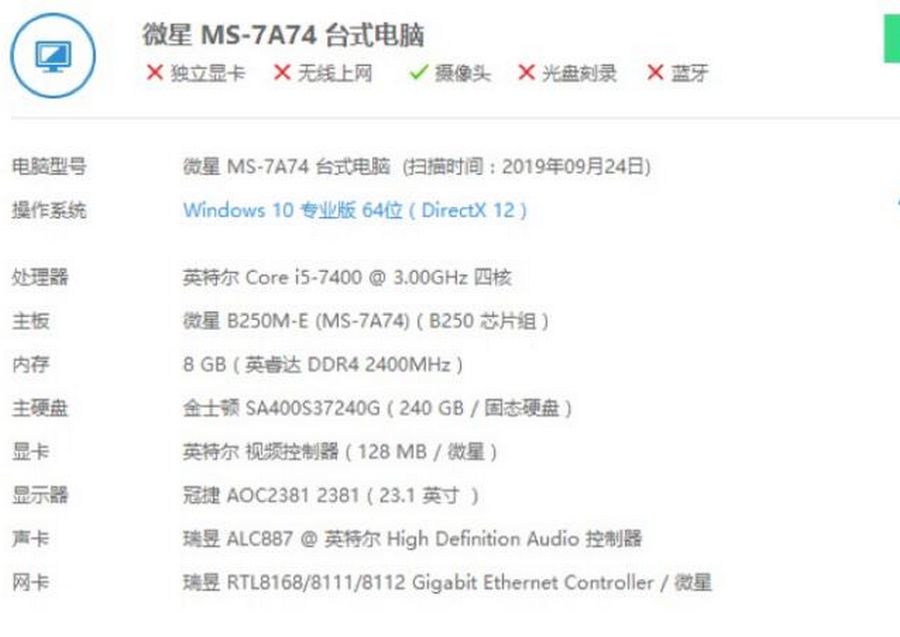 微星 MS-7A74 台式电脑
独立显卡 无线上网 摄像头 光盘刻录 蓝牙
电脑型号 微星 MS-7A74 台式电脑 (扫描时间：2019年09月24日)
操作系统 Windows 10 专业版 64位 ( DirectX 12 )
处理器 英特尔 Core i5-7400 @ 3.00GHz 四核
主板 微星 B250M-E (MS-7A74) ( B250 芯片组 )
内存 8 GB ( 英睿达 DDR4 2400MHz )
主硬盘 金士顿 SA400S37240G ( 240 GB / 固态硬盘 )
显卡 英特尔 视频控制器 ( 128 MB / 微星 )
显示器 冠捷 AOC2381 2381 ( 23.1 英寸 )
声卡 瑞昱 ALC887 @ 英特尔 High Definition Audio 控制器
网卡 瑞昱 RTL8168/8111/8112 Gigabit Ethernet Controller / 微星